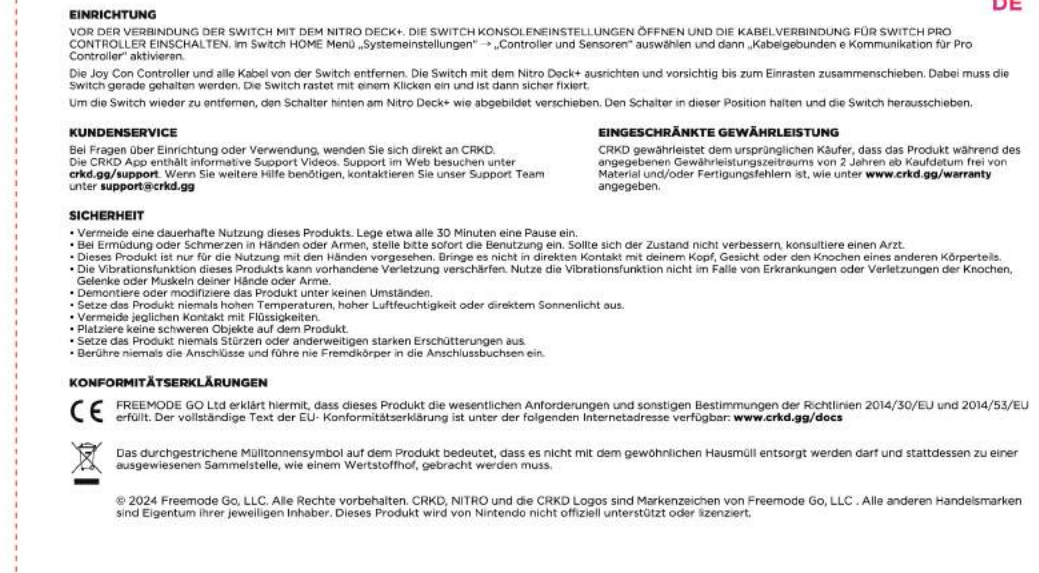 DE
EINRICHTUNG
VOR DER VERBINDUNG DER SWITCH MIT DEM NITRO DECK+. DIE SWITCH KONSOLENEINSTELLUNGEN ÖFFNEN UND DIE KABELVERBINDUNG FÜR SWITCH PRO
CONTROLLER EINSCHALTEN. Im Switch HOME Menü „Systemeinstellungen" → „Controller und Sensoren" auswählen und dann „Kabelgebunden e Kommunikation für Pro
Controller" aktivieren.
Die Joy Con Controller und alle Kabel von der Switch entfernen. Die Switch mit dem Nitro Deck+ ausrichten und vorsichtig bis zum Einrasten zusammenschieben. Dabei muss die
Switch gerade gehalten werden. Die Switch rastet mit einem Klicken ein und ist dann sicher fixiert.
Um die Switch wieder zu entfernen, den Schalter hinten am Nitro Deck+ wie abgebildet verschieben. Den Schalter in dieser Position halten und die Switch herausschieben.
KUNDENSERVICE
Bei Fragen über Einrichtung oder Verwendung, wenden Sie sich direkt an CRKD.
Die CRKD App enthält informative Support Videos. Support im Web besuchen unter
crkd.gg/support. Wenn Sie weitere Hilfe benötigen, kontaktieren Sie unser Support Team
unter support@crkd.gg
EINGESCHRÄNKTE GEWÄHRLEISTUNG
CRKD gewährleistet dem ursprünglichen Käufer, dass das Produkt während des
angegebenen Gewährleistungszeitraums von 2 Jahren ab Kaufdatum frei von
Material und/oder Fertigungsfehlern ist, wie unter www.crkd.gg/warranty
angegeben.
SICHERHEIT
• Vermeide eine dauerhafte Nutzung dieses Produkts. Lege etwa alle 30 Minuten eine Pause ein.
• Bei Ermüdung oder Schmerzen in Händen oder Armen, stelle bitte sofort die Benutzung ein. Sollte sich der Zustand nicht verbessern, konsultiere einen Arzt.
• Dieses Produkt ist nur für die Nutzung mit den Händen vorgesehen. Bringe es nicht in direkten Kontakt mit deinem Kopf, Gesicht oder den Knochen eines anderen Körperteils.
• Die Vibrationsfunktion dieses Produkts kann vorhandene Verletzung verschärfen. Nutze die Vibrationsfunktion nicht im Falle von Erkrankungen oder Verletzungen der Knochen,
Gelenke oder Muskeln deiner Hände oder Arme.
• Demontiere oder modifiziere das Produkt unter keinen Umständen.
• Setze das Produkt niemals hohen Temperaturen, hoher Luftfeuchtigkeit oder direktem Sonnenlicht aus.
• Vermeide jeglichen Kontakt mit Flüssigkeiten.
• Platziere keine schweren Objekte auf dem Produkt.
• Setze das Produkt niemals Stürzen oder anderweitigen starken Erschütterungen aus.
• Berühre niemals die Anschlüsse und führe nie Fremdkörper in die Anschlussbuchsen ein.
KONFORMITÄTSERKLÄRUNGEN
CE FREEMODE GO Ltd erklärt hiermit, dass dieses Produkt die wesentlichen Anforderungen und sonstigen Bestimmungen der Richtlinien 2014/30/EU und 2014/53/EU
erfüllt. Der vollständige Text der EU- Konformitätserklärung ist unter der folgenden Internetadresse verfügbar: www.crkd.gg/docs
Das durchgestrichene Mülltonnensymbol auf dem Produkt bedeutet, dass es nicht mit dem gewöhnlichen Hausmüll entsorgt werden darf und stattdessen zu einer
ausgewiesenen Sammelstelle, wie einem Wertstoffhof, gebracht werden muss.
© 2024 Freemode Go, LLC. Alle Rechte vorbehalten. CRKD, NITRO und die CRKD Logos sind Markenzeichen von Freemode Go, LLC . Alle anderen Handelsmarken
sind Eigentum ihrer jeweiligen Inhaber. Dieses Produkt wird von Nintendo nicht offiziell unterstützt oder lizenziert.